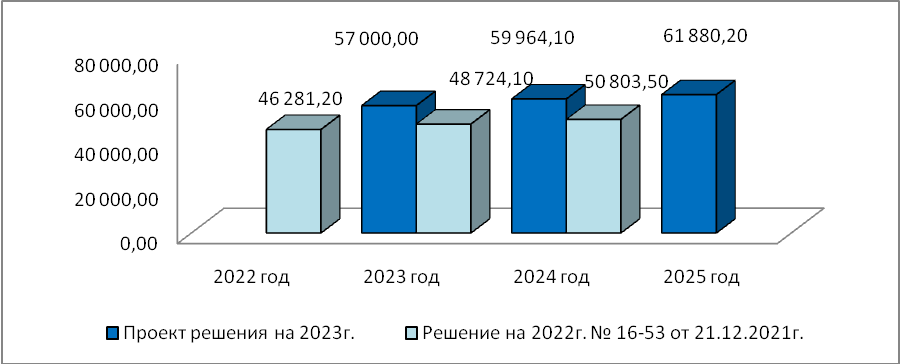 57 000,00
59 964,10
61 880,20
80 000,00
48 724,10
50 803,50
46 281,20
60 000,00
40 000,00
20 000,00
0,00
2022 год
2023 год
2024 год
2025 год
Проект решения на 2023г.
Решение на 2022г. № 16-53 от 21.12.2021г.